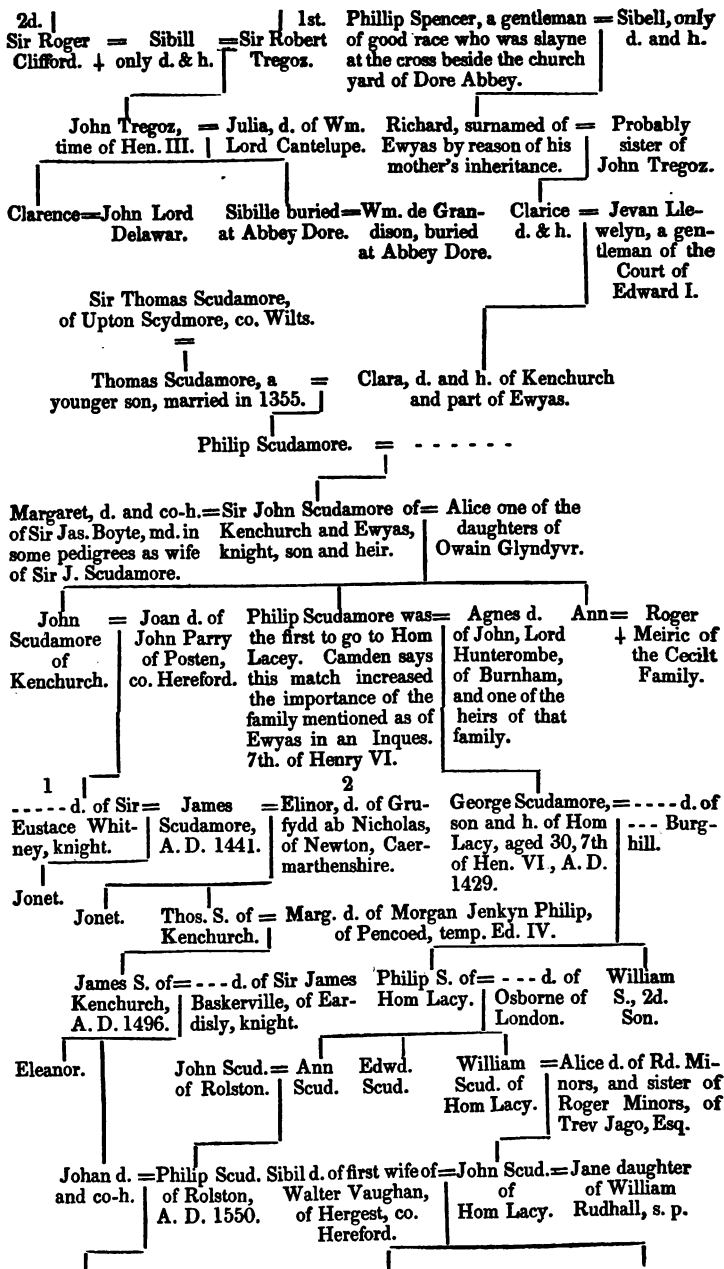 2d.
Sir Roger = Sibill = Sir Robert
Clifford. ↓ only d. & h. Tregoz.
1st.
Phillip Spencer, a gentleman = Sibell, only
of good race who was slayne d. and h.
at the cross beside the church
yard of Dore Abbey.
John Tregoz, = Julia, d. of Wm.
time of Hen. III. Lord Cantelupe.
Richard, surnamed of = Probably
Ewyas by reason of his sister of
mother's inheritance. John Tregoz.
Clarence=John Lord
Delawar.
Sibille buried=Wm. de Gran-
at Abbey Dore. dison, buried
at Abbey Dore.
Clarice = Jevan Lle-
d. & h. welyn, a gen-
tleman of the
Court of
Edward I.
Sir Thomas Scudamore,
of Upton Scydmore, co. Wilts.
=
Thomas Scudamore, a =
younger son, married in 1355.
Clara, d. and h. of Kenchurch
and part of Ewyas.
Philip Scudamore. = - - - - - -
Margaret, d. and co-h.=
of Sir Jas. Boyte, md. in
some pedigrees as wife
of Sir J. Scudamore.
Sir John Scudamore of=
Kenchurch and Ewyas,
knight, son and heir.
Alice one of the
daughters of
Owain Glyndyvr.
John =
Scudamore
of
Kenchurch.
Joan d. of
John Parry
of Posten,
co. Hereford.
Philip Scudamore was=
the first to go to Hom
Lacey. Camden says
this match increased
the importance of the
family mentioned as of
Ewyas in an Inques.
7th. of Henry VI.
Agnes d.
of John, Lord
Hunterombe,
of Burnham,
and one of the
heirs of that
family.
Ann= Roger
↓ Meiric of
the Cecilt
Family.
1
- - - - - d. of Sir=
Eustace Whit-
ney, knight.
James
Scudamore,
A. D. 1441.
2
=Elinor, d. of Gru-
fydd ab Nicholas,
of Newton, Caer-
marthenshire.
George Scudamore,=
son and h. of Hom
Lacy, aged 30, 7th
of Hen. VI., A. D.
1429.
- - - - d. of
- - - Burg-
hill.
Jonet.
Jonet.
Thos. S. of =
Kenchurch.
Marg. d. of Morgan Jenkyn Philip,
of Pencoed, temp. Ed. IV.
James S. of=
Kenchurch,
A. D. 1496.
- - - d. of Sir James
Baskerville, of Ear-
disly, knight.
Philip S. of=
Hom Lacy.
- - - d. of
Osborne of
London.
William
S., 2d.
Son.
Eleanor.
John Scud.=
of Rolston.
Ann
Scud.
Edwd.
Scud.
William
Scud. of
Hom Lacy.
=Alice d. of Rd. Mi-
nors, and sister of
Roger Minors, of
Trev Jago, Esq.
Johan d.
and co-h.
=Philip Scud.
of Rolston,
A. D. 1550.
Sibil d. of first wife of=
Walter Vaughan,
of Hergest, co.
Hereford.
John Scud.=
of
Hom Lacy.
Jane daughter
of William
Rudhall, s. p.